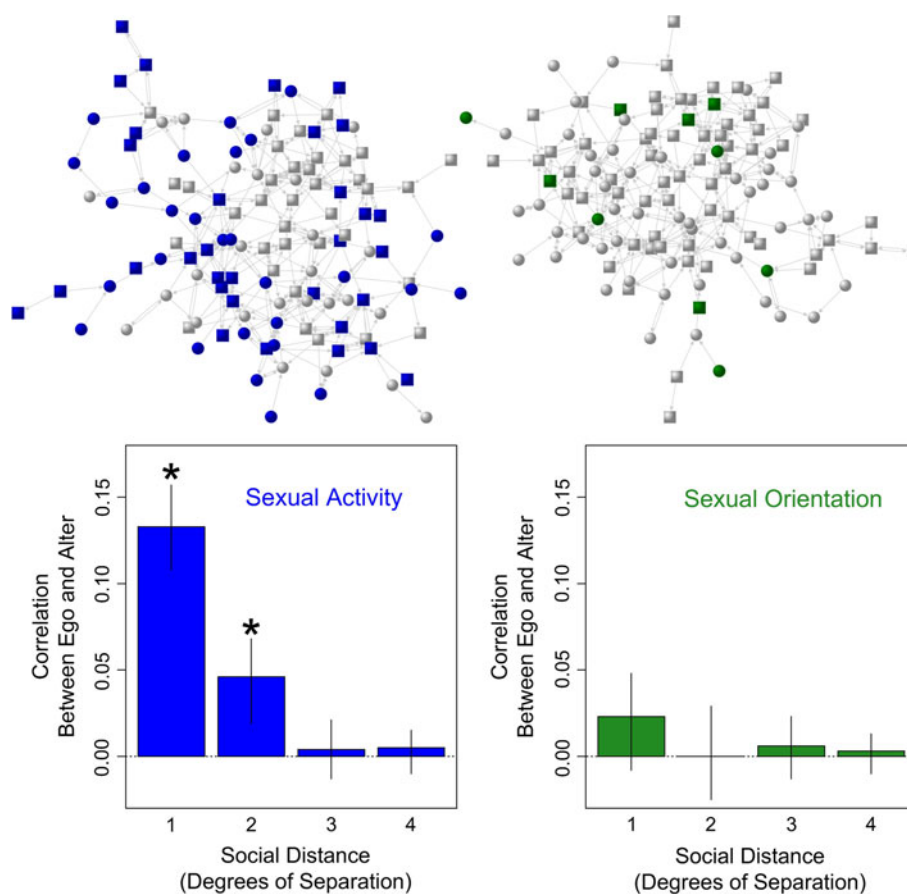 Sexual Activity
*
*
0.15
0.10
0.05
0.00
Correlation
Between Ego and Alter
1 2 3 4
Social Distance
(Degrees of Separation)
Sexual Orientation
0.15
0.10
0.05
0.00
Correlation
Between Ego and Alter
1 2 3 4
Social Distance
(Degrees of Separation)